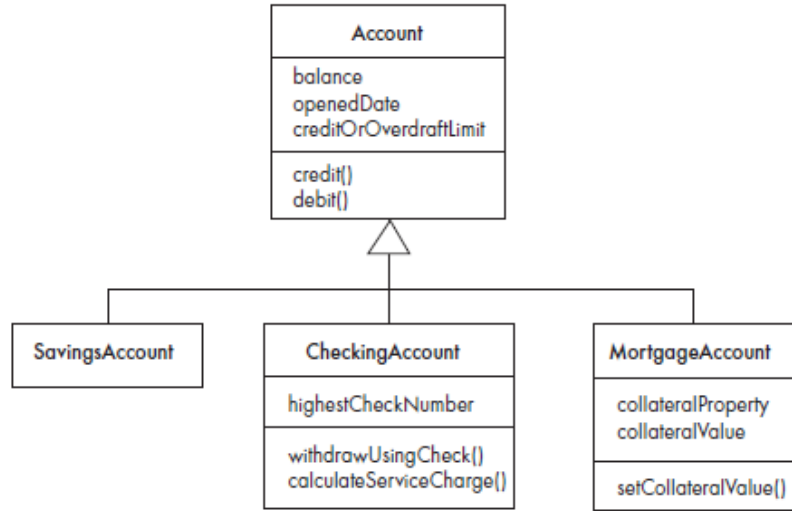 Account
balance
openedDate
creditOrOverdraftLimit
credit()
debit()
SavingsAccount
CheckingAccount
highestCheckNumber
withdrawUsingCheck()
calculateServiceCharge()
MortgageAccount
collateralProperty
collateralValue
setCollateralValue()